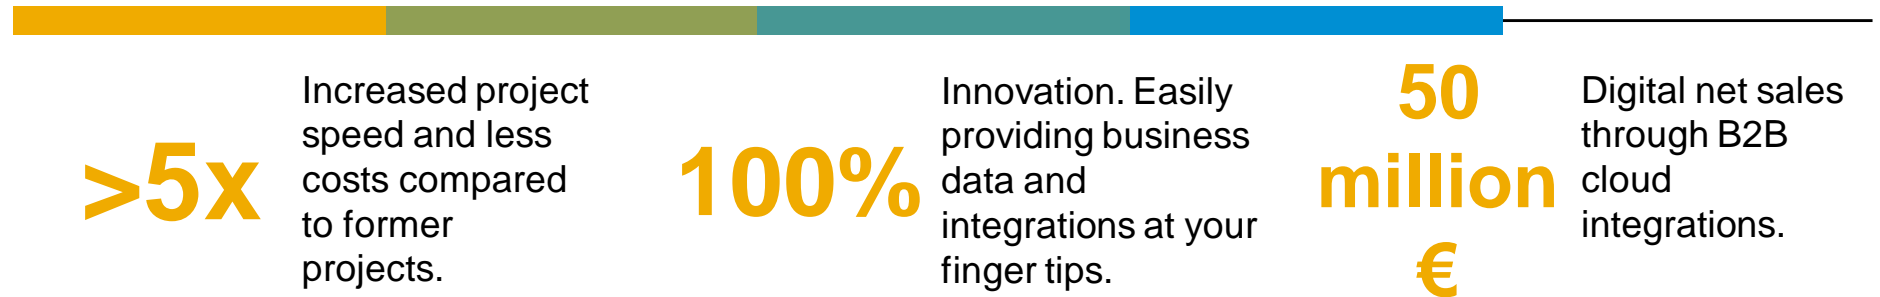 >5x
Increased project
speed and less
costs compared
to former
projects.
100%
Innovation. Easily
providing business
data and
integrations at your
finger tips.
50
million
€
Digital net sales
through B2B
cloud
integrations.